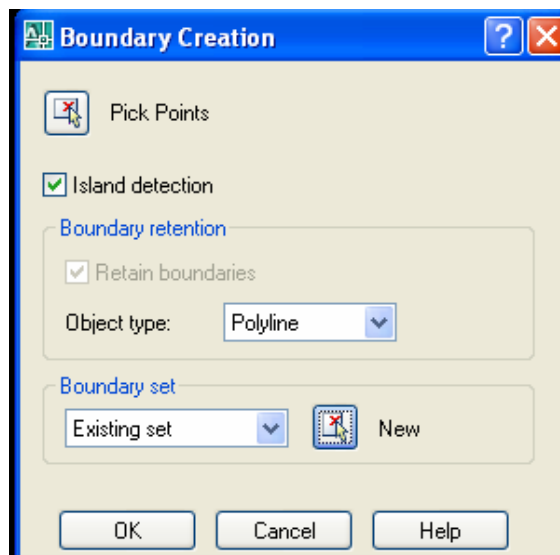 Boundary Creation
Pick Points
Island detection
Boundary retention
Retain boundaries
Object type: Polyline
Boundary set
Existing set New
OK Cancel Help